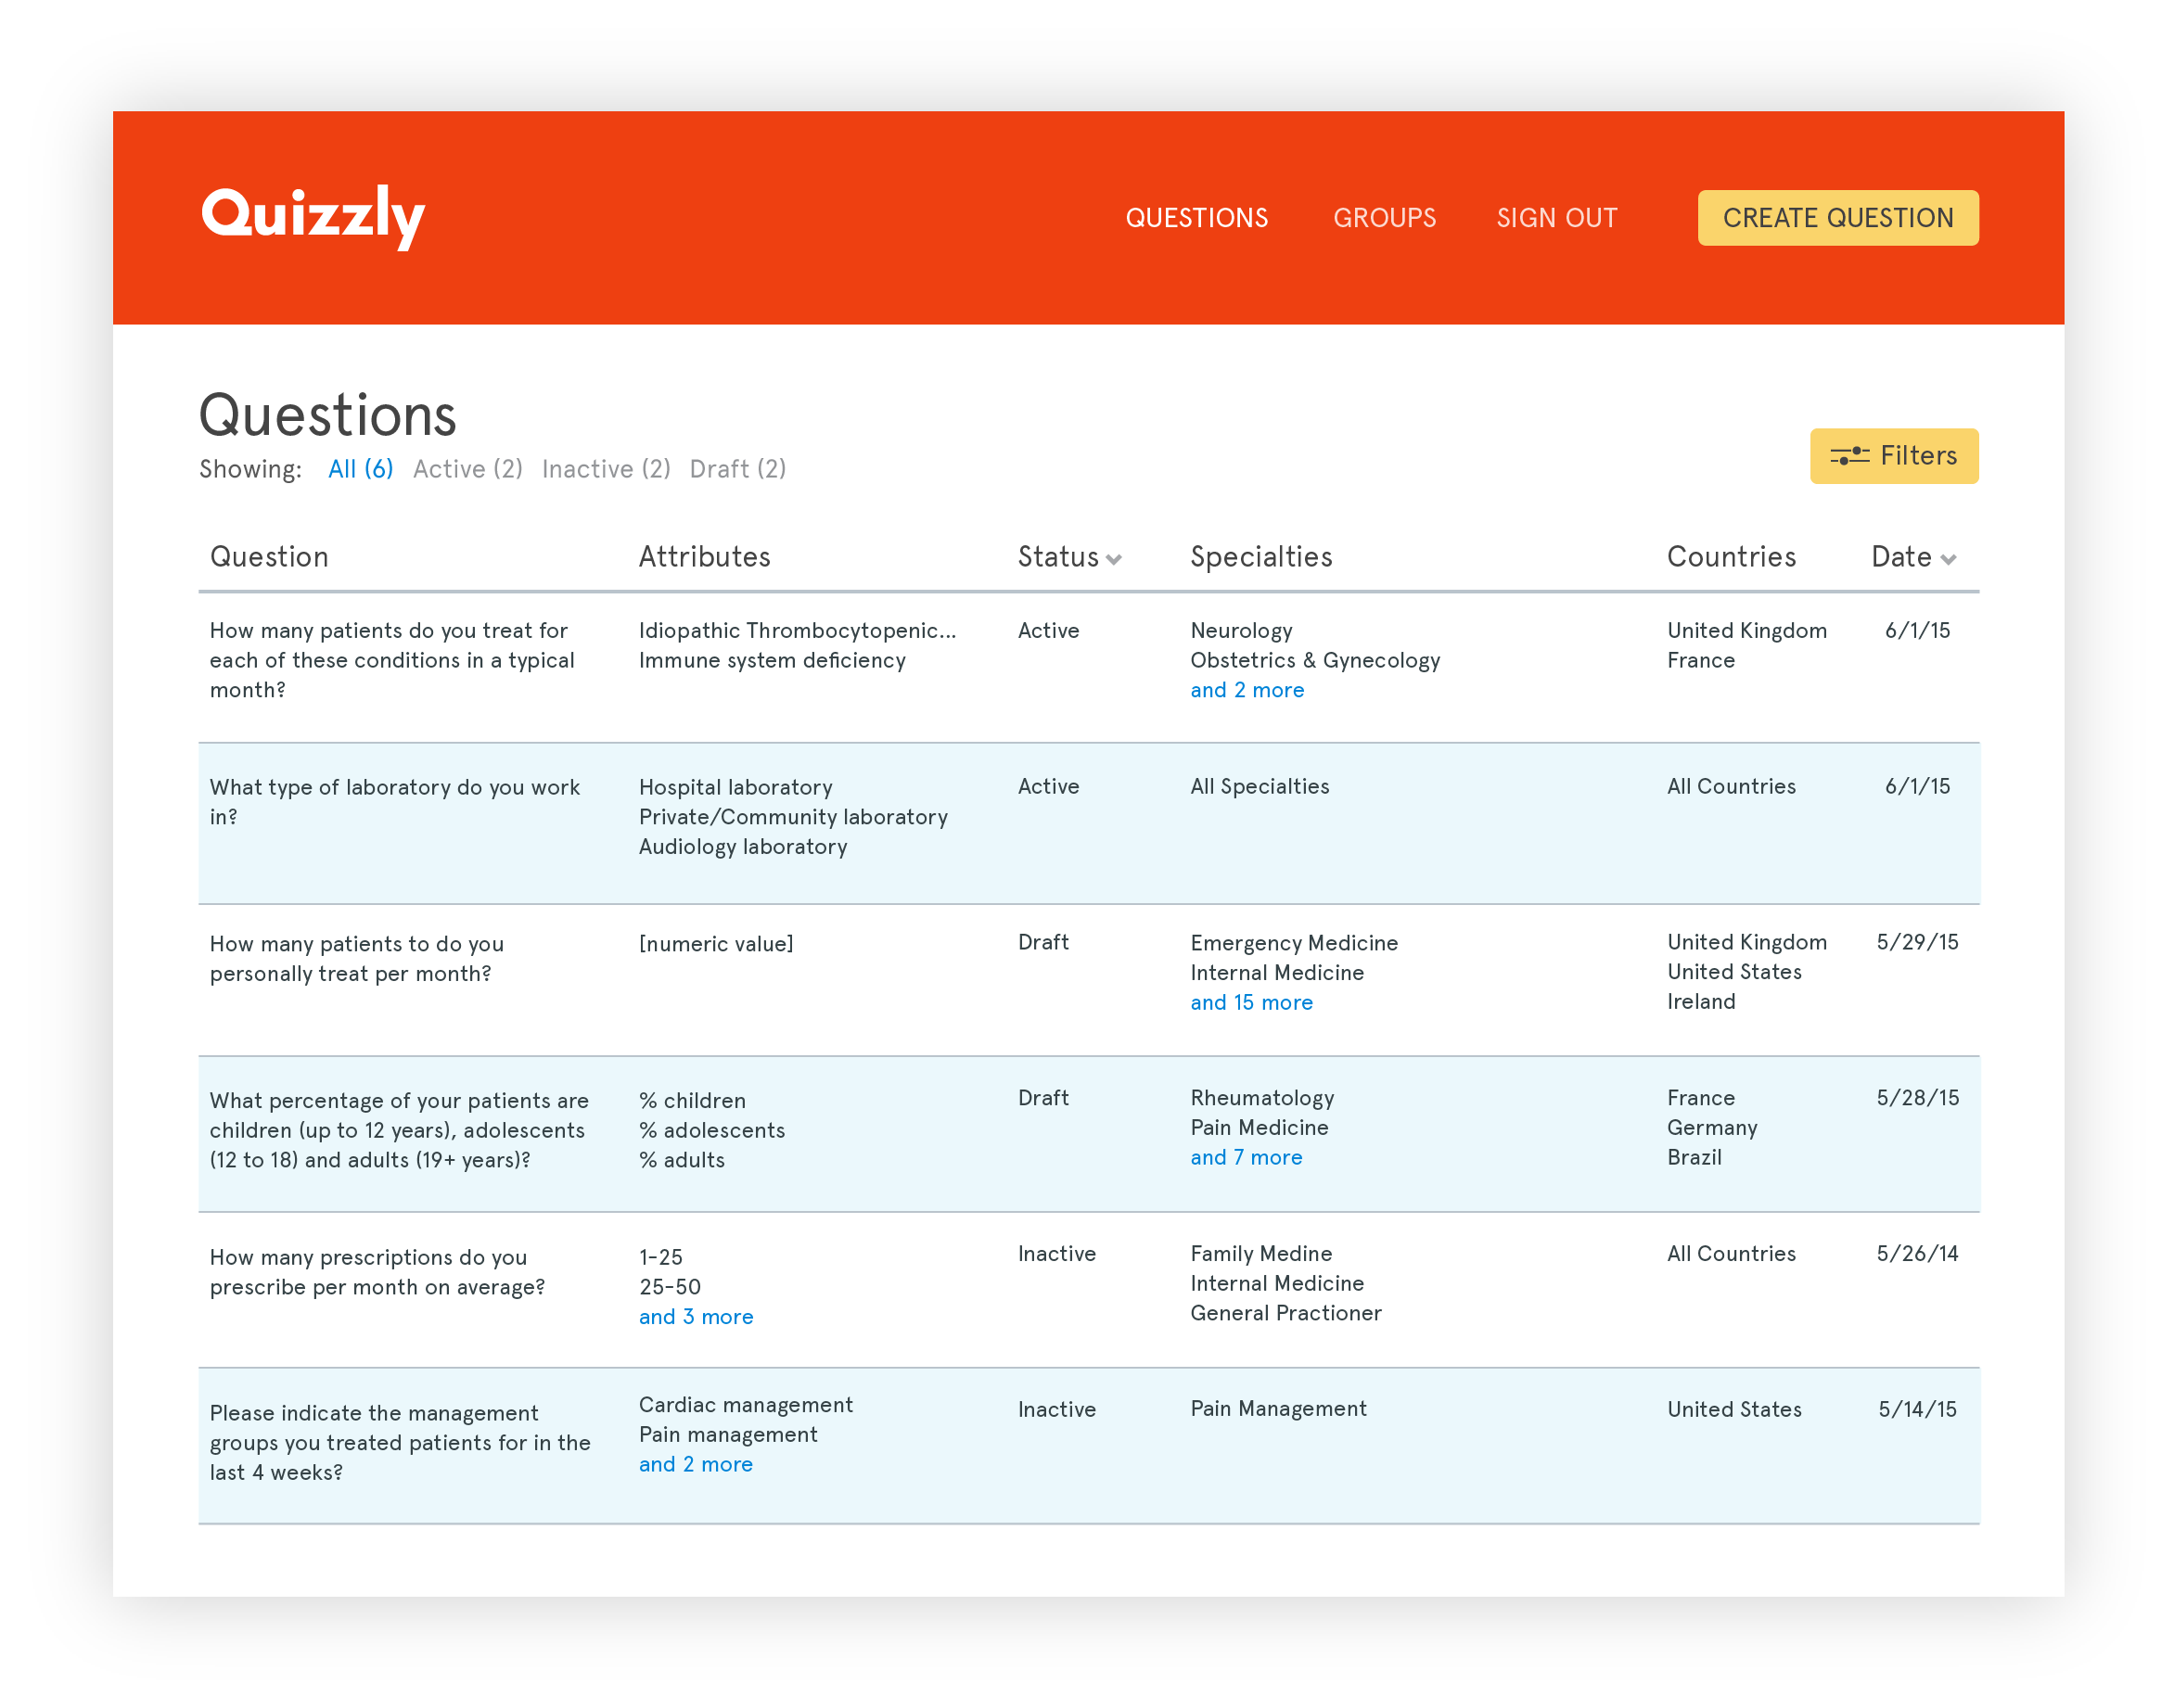 Quizzly
QUESTIONS GROUPS SIGN OUT CREATE QUESTION
Questions
Showing: All (6) Active (2) Inactive (2) Draft (2)
Filters
Question Attributes Status Specialties Countries Date
How many patients do you treat for
each of these conditions in a typical
month?
Idiopathic Thrombocytopenic...
Immune system deficiency
Active
Neurology
Obstetrics & Gynecology
and 2 more
United Kingdom
France
6/1/15
What type of laboratory do you work
in?
Hospital laboratory
Private/Community laboratory
Audiology laboratory
Active
All Specialties
All Countries
6/1/15
How many patients to do you
personally treat per month?
[numeric value]
Draft
Emergency Medicine
Internal Medicine
and 15 more
United Kingdom
United States
Ireland
5/29/15
What percentage of your patients are
children (up to 12 years), adolescents
(12 to 18) and adults (19+ years)?
% children
% adolescents
% adults
Draft
Rheumatology
Pain Medicine
and 7 more
France
Germany
Brazil
5/28/15
How many prescriptions do you
prescribe per month on average?
1-25
25-50
and 3 more
Inactive
Family Medine
Internal Medicine
General Practioner
All Countries
5/26/14
Please indicate the management
groups you treated patients for in the
last 4 weeks?
Cardiac management
Pain management
and 2 more
Inactive
Pain Management
United States
5/14/15